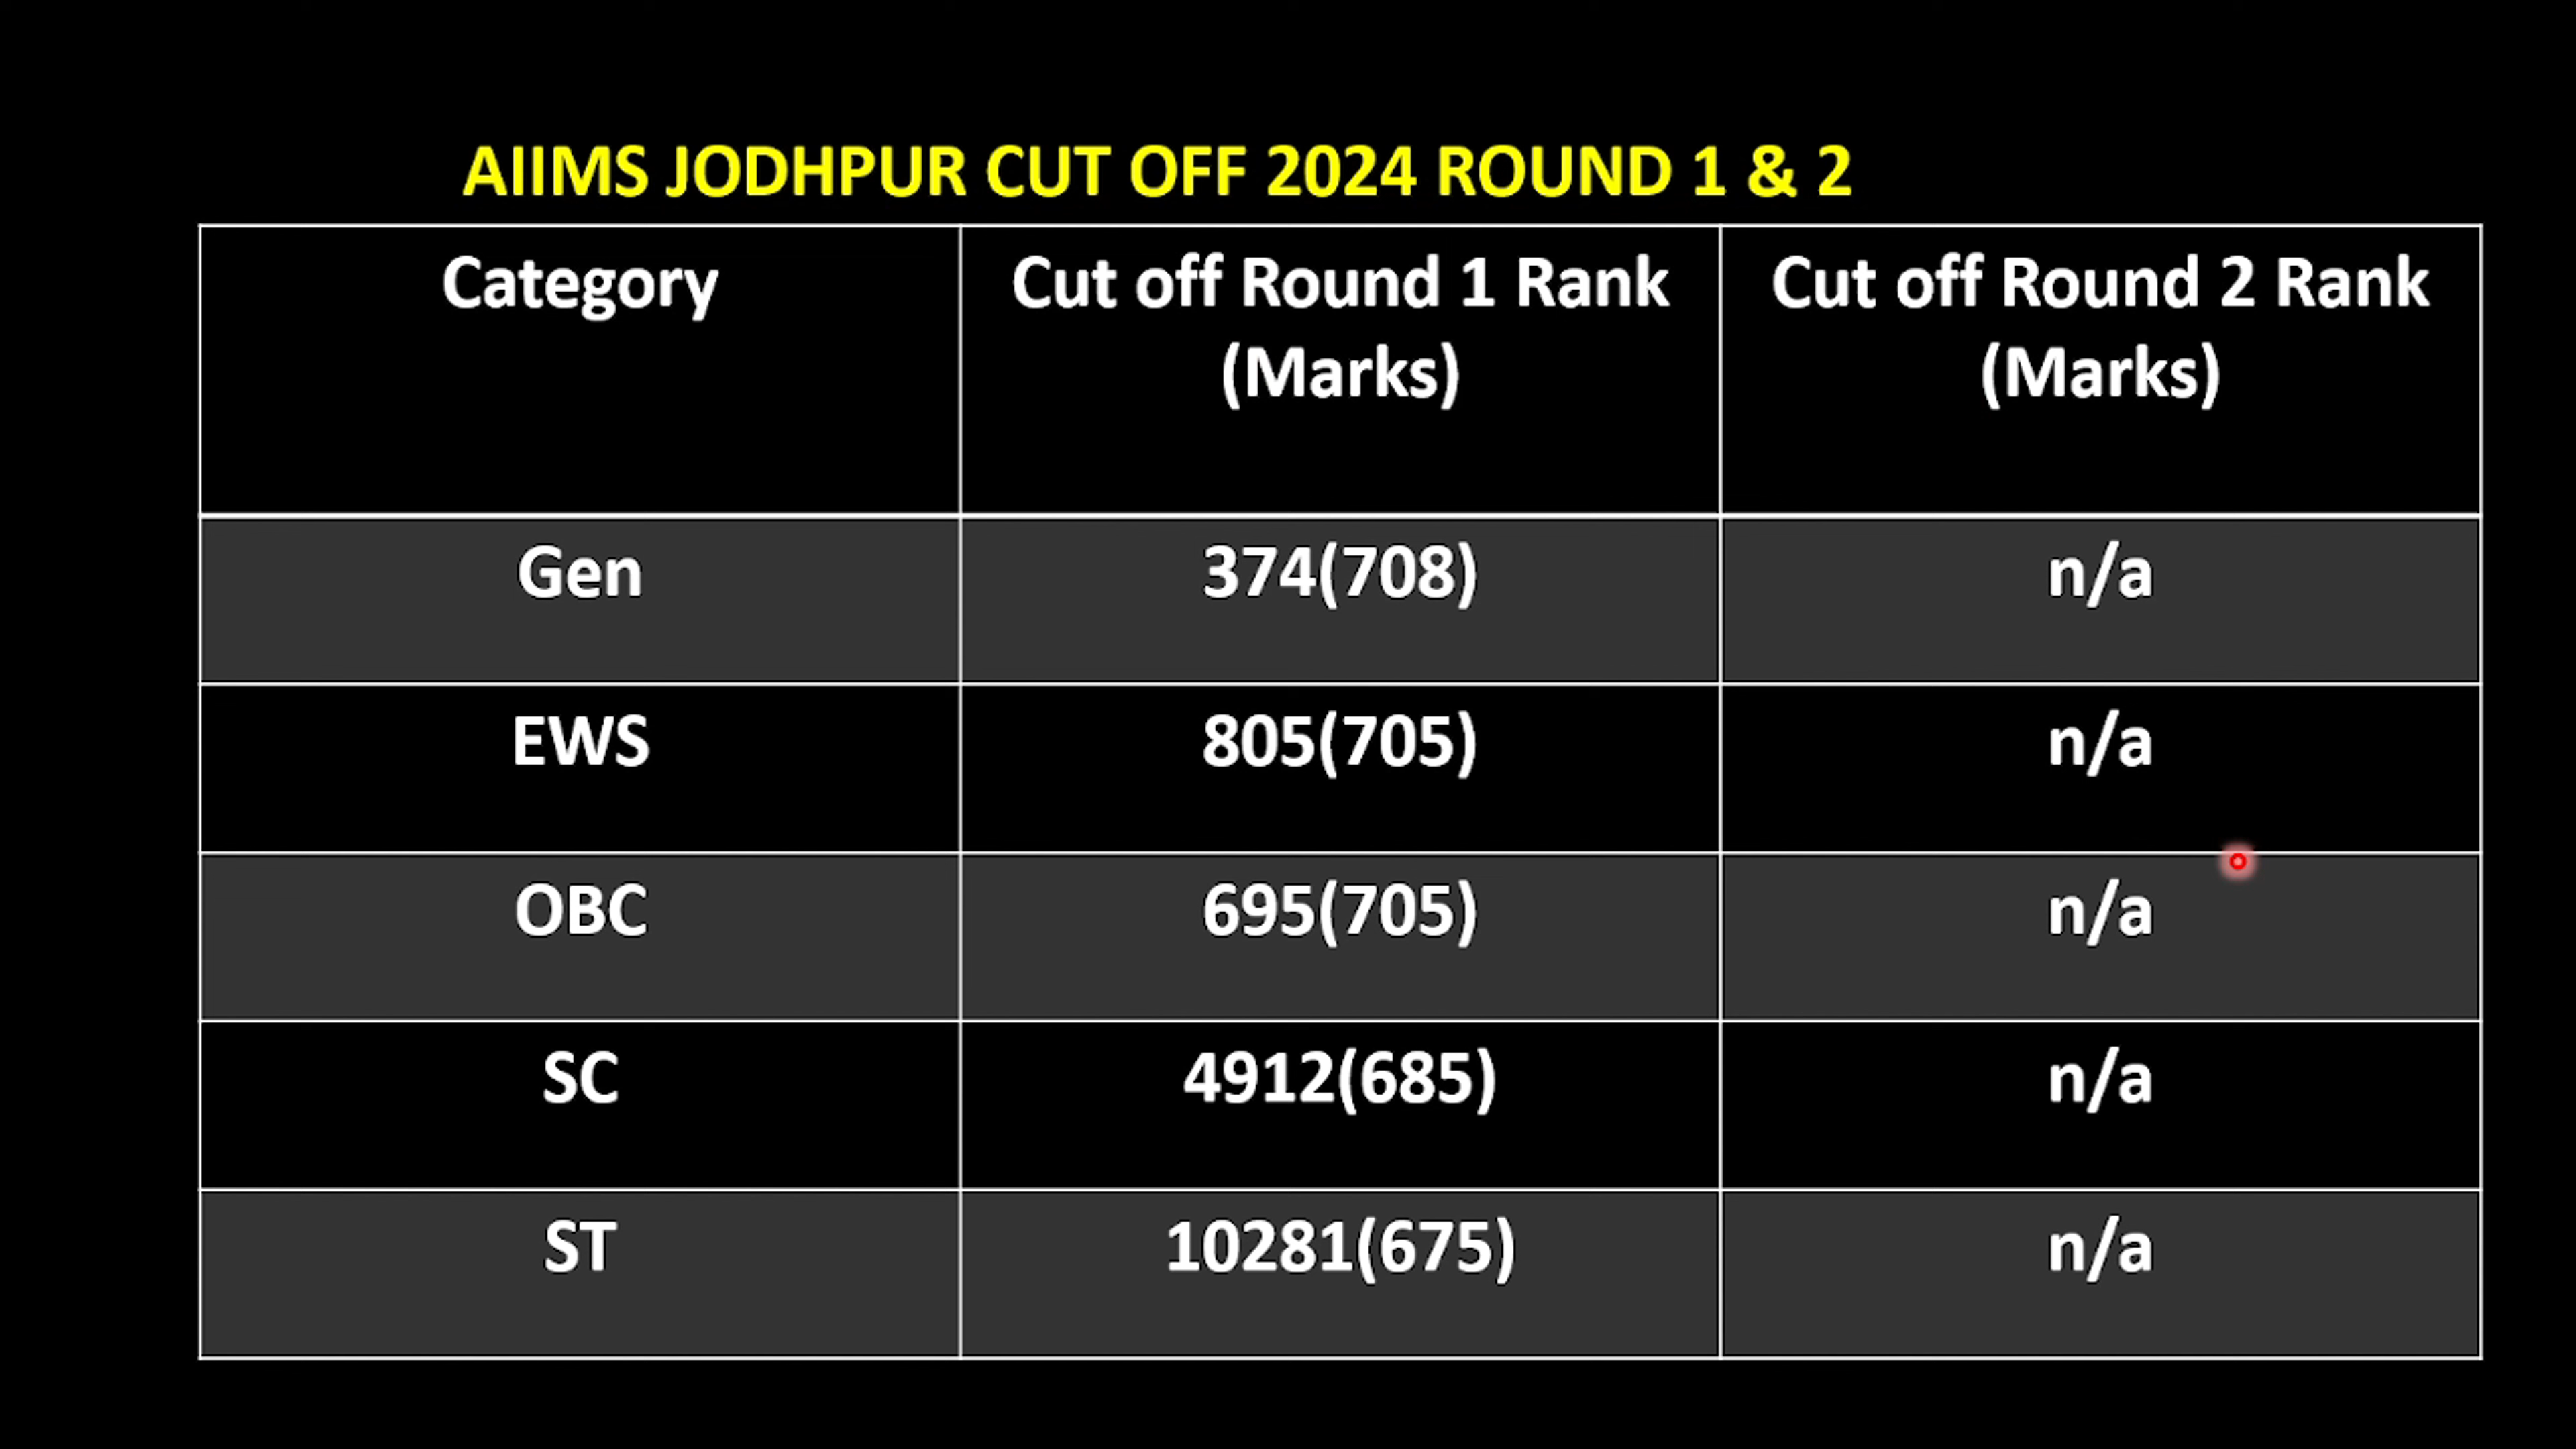 AIIMS JODHPUR CUT OFF 2024 ROUND 1 & 2
Category
Cut off Round 1 Rank
(Marks)
Cut off Round 2 Rank
(Marks)
Gen
374(708)
n/a
EWS
805(705)
n/a
OBC
695(705)
n/a
SC
4912(685)
n/a
ST
10281(675)
n/a